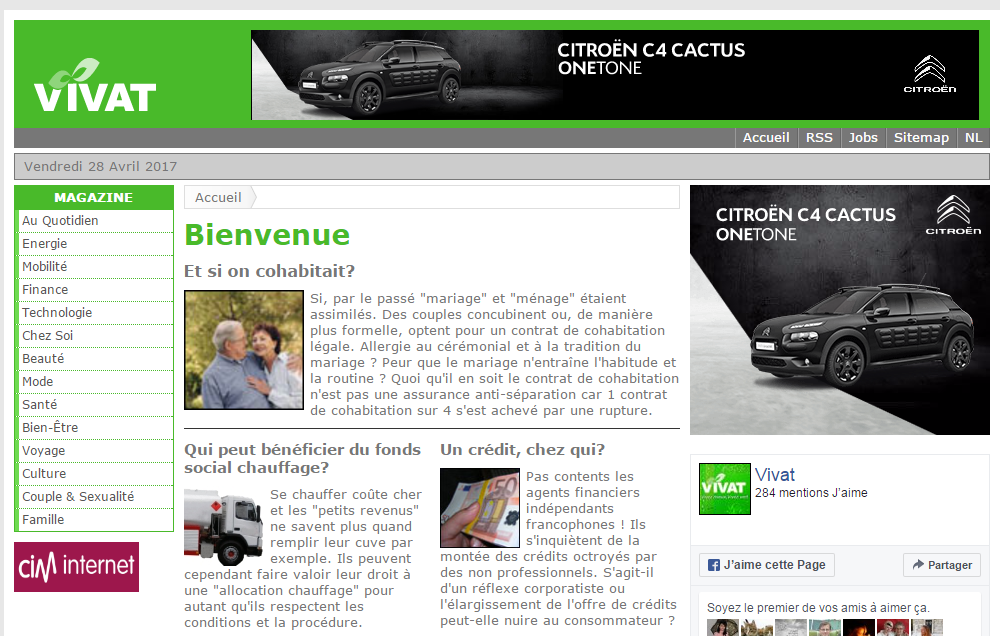 VIVAT
CITROËN C4 CACTUS
ONETONE
CITROËN
Accueil
RSS
Jobs
Sitemap
NL
Vendredi 28 Avril 2017
MAGAZINE
Au Quotidien
Energie
Mobilité
Finance
Technologie
Chez Soi
Beauté
Mode
Santé
Bien-Être
Voyage
Culture
Couple & Sexualité
Famille
CIM internet
Accueil
Bienvenue
Et si on cohabitait?
Si, par le passé "mariage" et "ménage" étaient
assimilés. Des couples concubinent ou, de manière
plus formelle, optent pour un contrat de cohabitation
légale. Allergie au cérémonial et à la tradition du
mariage ? Peur que le mariage n'entraîne l'habitude et
la routine ? Quoi qu'il en soit le contrat de cohabitation
n'est pas une assurance anti-séparation car 1 contrat
de cohabitation sur 4 s'est achevé par une rupture.
Qui peut bénéficier du fonds
social chauffage?
Se chauffer coûte cher
et les "petits revenus"
ne savent plus quand
remplir leur cuve par
exemple. Ils peuvent
cependant faire valoir leur droit à
une "allocation chauffage" pour
autant qu'ils respectent les
conditions et la procédure.
Un crédit, chez qui?
50
Pas contents les
agents financiers
indépendants
francophones ! Ils
s'inquiètent de la
montée des crédits octroyés par
des non professionnels. S'agit-il
d'un réflexe corporatiste ou
l'élargissement de l'offre de crédits
peut-elle nuire au consommateur ?
CITROËN C4 CACTUS
ONETONE
CITROËN
VIVAT
Vivat
284 mentions J'aime
J'aime cette Page
Partager
Soyez le premier de vos amis à aimer ça.